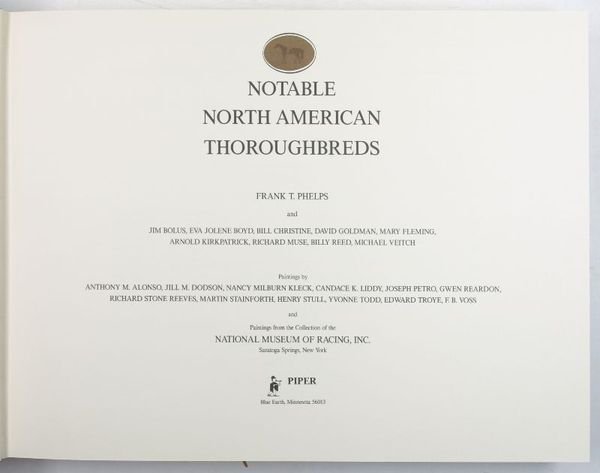 NOTABLE
NORTH AMERICAN
THOROUGHBREDS
FRANK T. PHELPS
and
JIM BOLUS, EVA JOLENE BOYD, BILL CHRISTINE, DAVID GOLDMAN, MARY FLEMING,
ARNOLD KIRKPATRICK, RICHARD MUSE, BILLY REED, MICHAEL VEITCH
Paintings by
ANTHONY M. ALONSO, JILL M. DODSON, NANCY MILBURN KLECK, CANDACE K. LIDDY, JOSEPH PETRO, GWEN REARDON,
RICHARD STONE REEVES, MARTIN STAINFORTH, HENRY STULL, YVONNE TODD, EDWARD TROYE, F. B. VOSS
and
Paintings from the Collection of the
NATIONAL MUSEUM OF RACING, INC.
Saratoga Springs, New York
PIPER
Blue Earth, Minnesota 56013